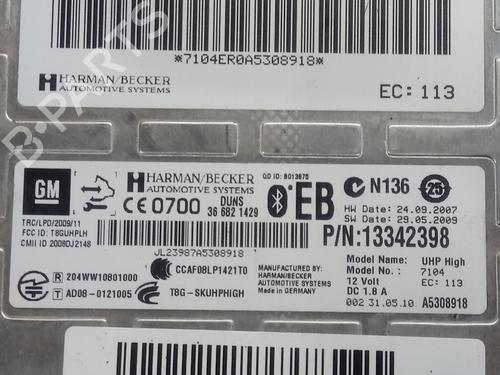 *7104ER0A5308918*
HARMAN/BECKER
AUTOMOTIVE SYSTEMS
EC: 113
B-PARTS
GM
HARMAN/BECKER
AUTOMOTIVE SYSTEMS
QD ID: B013675
CE 0700
DUNS
36 682 1429
EB
N136
25
HW Date: 24.09.2007
SW Date: 29.05.2009
TRC/LPD/2009/11
FCC ID: T8GUHPLH
CMII ID: 2008DJ2148
P/N:13342398
JL23987A5308918
R 204WW10801000
CCAF08LP1421T0
T AD08-0121005
T8G-SKUHPHIGH
MANUFACTURED BY:
HARMAN/BECKER
AUTOMOTIVE SYSTEMS
Made in GERMANY
Model Name: UHP High
Model No.: 7104
12 Volt EC: 113
DC 1.8 A
002 31.05.10 A5308918